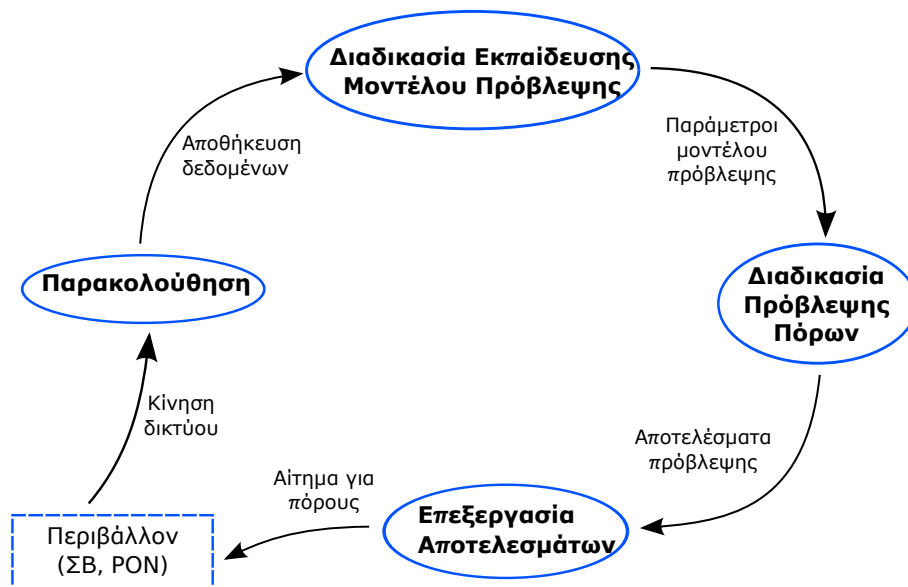 Διαδικασία Εκπαίδευσης
Μοντέλου Πρόβλεψης
Αποθήκευση
δεδομένων
Παράμετροι
μοντέλου
πρόβλεψης
Παρακολούθηση
Διαδικασία
Πρόβλεψης
Πόρων
Κίνηση
δικτύου
Αποτελέσματα
πρόβλεψης
Αίτημα για
πόρους
Επεξεργασία
Αποτελεσμάτων
Περιβάλλον
(ΣΒ, PON)